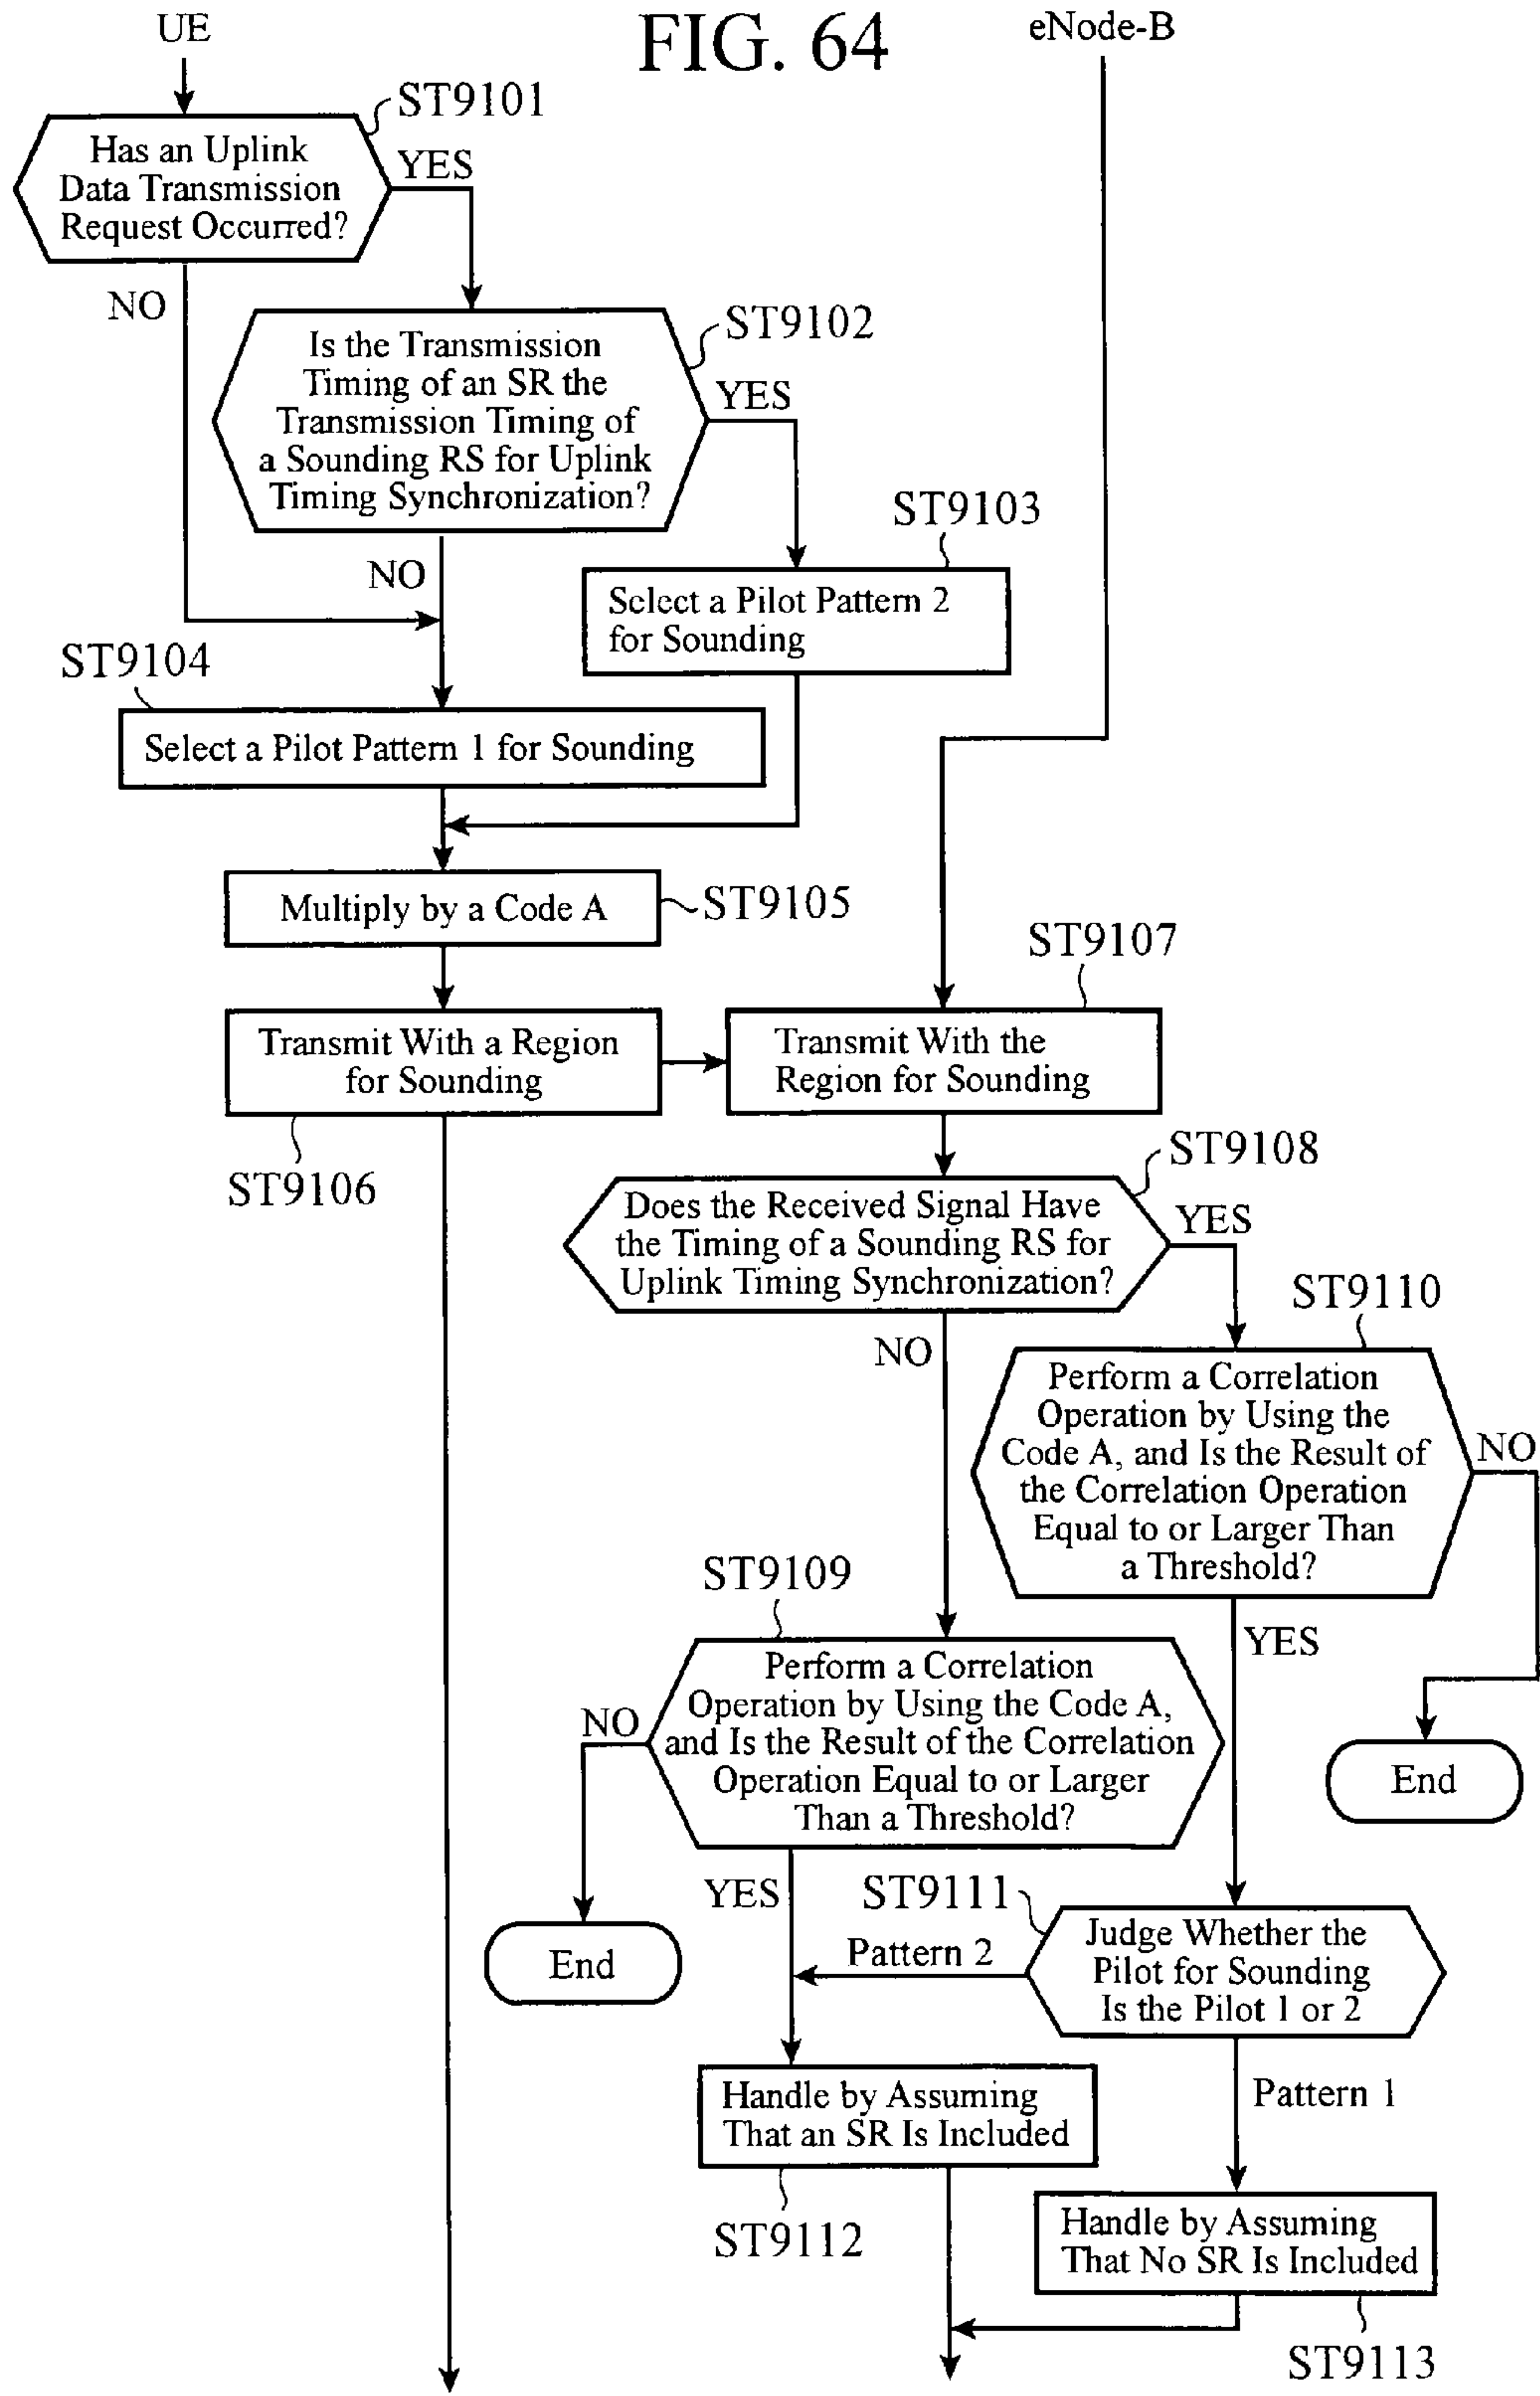 UE
FIG. 64
eNode-B
ST9101
Has an Uplink
Data Transmission
Request Occurred?
YES
NO
ST9102
Is the Transmission
Timing of an SR the
Transmission Timing of
a Sounding RS for Uplink
Timing Synchronization?
YES
NO
ST9103
Select a Pilot Pattern 2
for Sounding
ST9104
Select a Pilot Pattern 1 for Sounding
Multiply by a Code A
ST9105
ST9107
Transmit With a Region
for Sounding
Transmit With the
Region for Sounding
ST9106
ST9108
Does the Received Signal Have
the Timing of a Sounding RS for
Uplink Timing Synchronization?
YES
NO
ST9110
Perform a Correlation
Operation by Using the
Code A, and Is the Result of
the Correlation Operation
Equal to or Larger Than
a Threshold?
NO
YES
End
ST9109
Perform a Correlation
Operation by Using the Code A,
and Is the Result of the Correlation
Operation Equal to or Larger
Than a Threshold?
NO
YES
End
ST9111
Judge Whether the
Pilot for Sounding
Is the Pilot 1 or 2
Pattern 2
Pattern 1
Handle by Assuming
That an SR Is Included
ST9112
Handle by Assuming
That No SR Is Included
ST9113